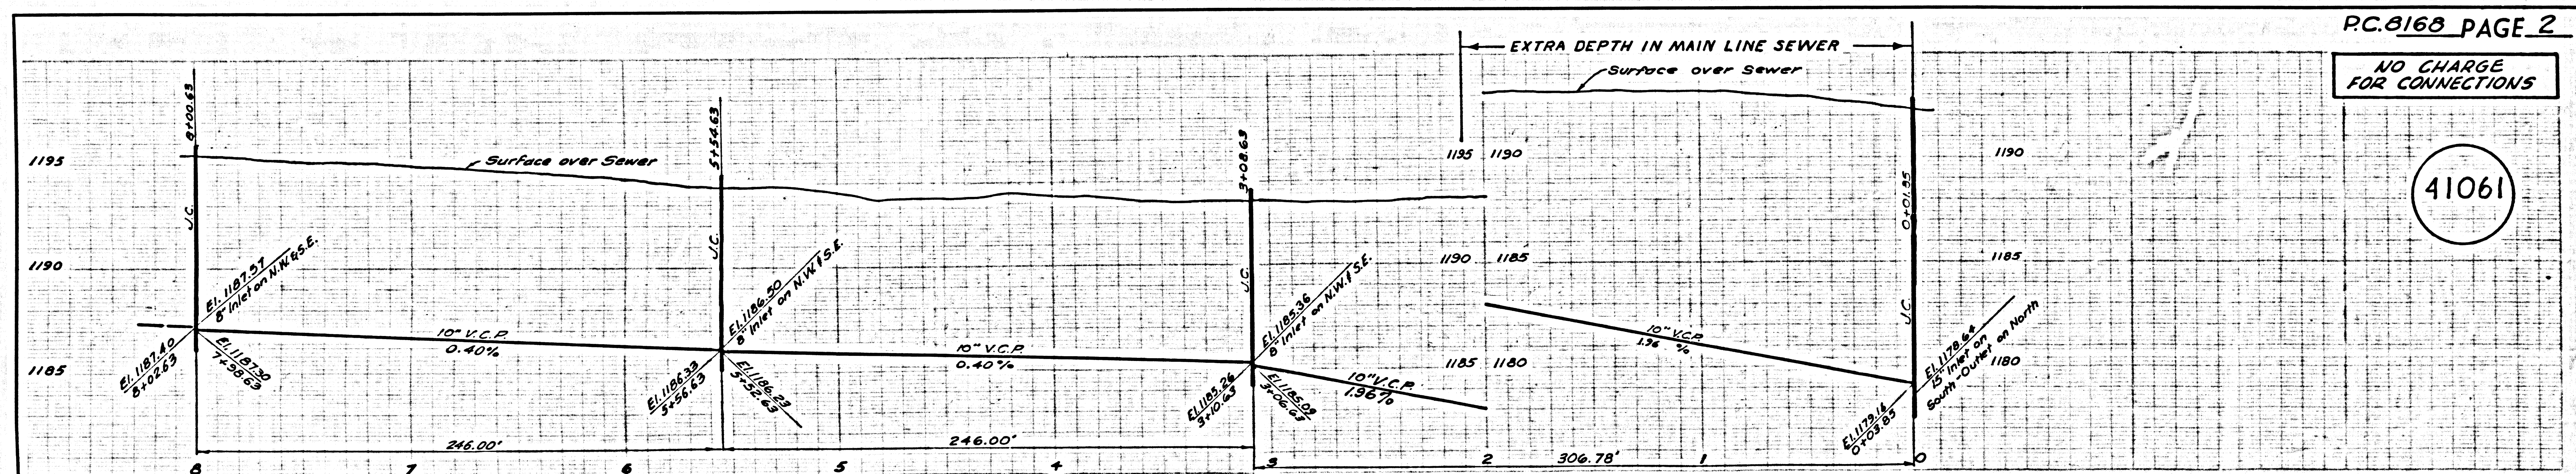 P.C. 8168 PAGE 2
NO CHARGE
FOR CONNECTIONS
41061
EXTRA DEPTH IN MAIN LINE SEWER
Surface over Sewer
Surface over Sewer
8+00.63
J.C.
5+54.63
J.C.
3+08.63
J.C.
0+01.85
J.C.
1195
1190
1185
1195 1190
1190 1185
1185 1180
1190
1185
1180
El. 1187.57
8" Inlet on N.W. & S.E.
El. 1187.40
8+02.63
El. 1187.30
7+98.63
10" V.C.P.
0.40%
El. 1186.50
8" Inlet on N.W. & S.E.
El. 1186.33
5+56.63
El. 1186.23
5+52.63
10" V.C.P.
0.40%
El. 1185.36
8" Inlet on N.W. & S.E.
El. 1185.26
3+10.63
El. 1185.09
3+06.63
10" V.C.P.
1.96%
10" V.C.P.
1.96 %
El. 1178.64
15" Inlet on
South-Outlet on North
El. 1179.14
0+03.85
246.00'
246.00'
306.78'
8 7 6 5 4 3 2 1 0